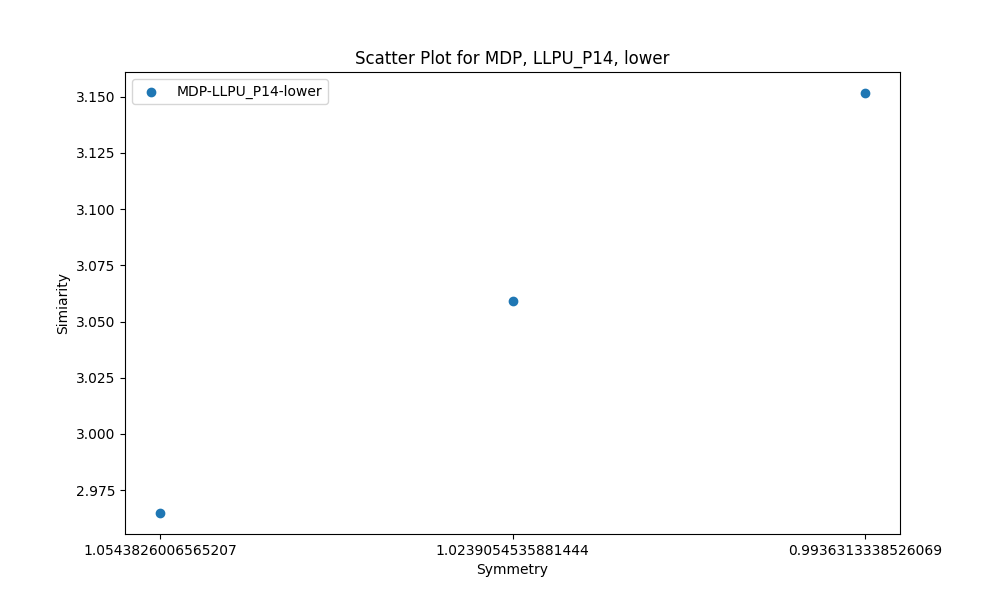 Scatter Plot for MDP, LLPU_P14, lower
MDP-LLPU_P14-lower
3.150
3.125
3.100
3.075
3.050
3.025
3.000
2.975
Simiarity
1.0543826006565207
1.0239054535881444
0.9936313338526069
Symmetry